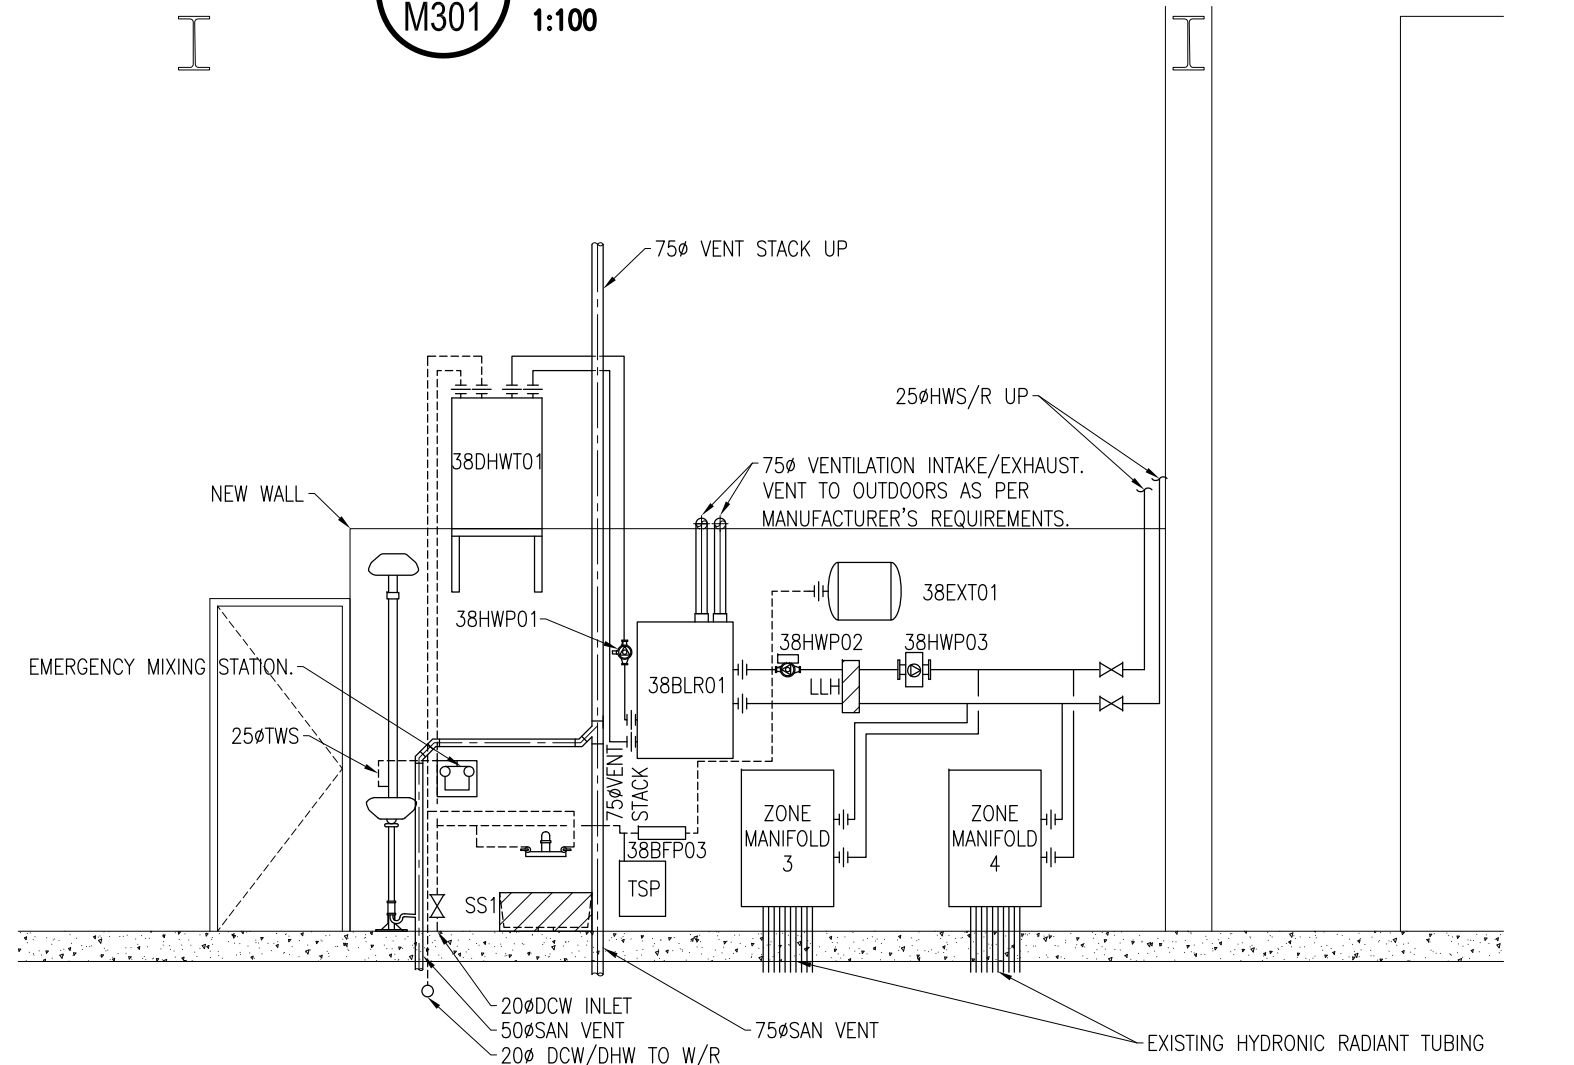 M301
1:100
75ø VENT STACK UP
25øHWS/R UP
38DHWT01
75ø VENTILATION INTAKE/EXHAUST.
VENT TO OUTDOORS AS PER
MANUFACTURER'S REQUIREMENTS.
NEW WALL
38EXT01
38HWP01
38HWP02
38HWP03
EMERGENCY MIXING STATION.
38BLR01
LLH
25øTWS
75øVENT
STACK
ZONE
MANIFOLD
3
ZONE
MANIFOLD
4
38BFP03
TSP
SS1
20øDCW INLET
50øSAN VENT
20ø DCW/DHW TO W/R
75øSAN VENT
EXISTING HYDRONIC RADIANT TUBING